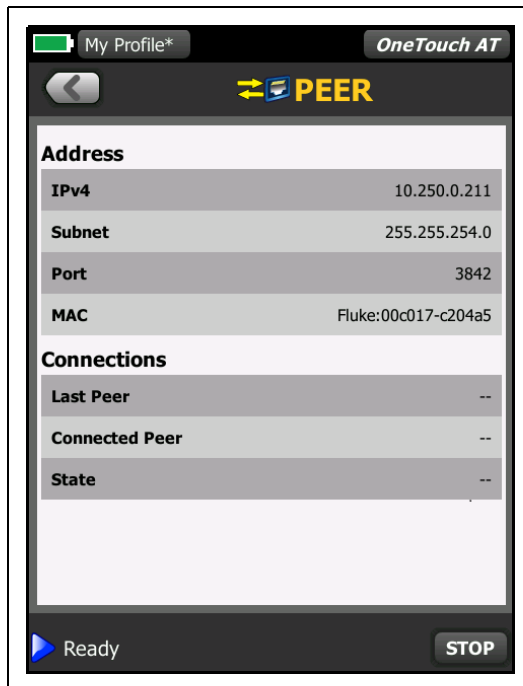 My Profile* OneTouch AT
PEER
Address
IPv4 10.250.0.211
Subnet 255.255.254.0
Port 3842
MAC Fluke:00c017-c204a5
Connections
Last Peer --
Connected Peer --
State --
Ready STOP